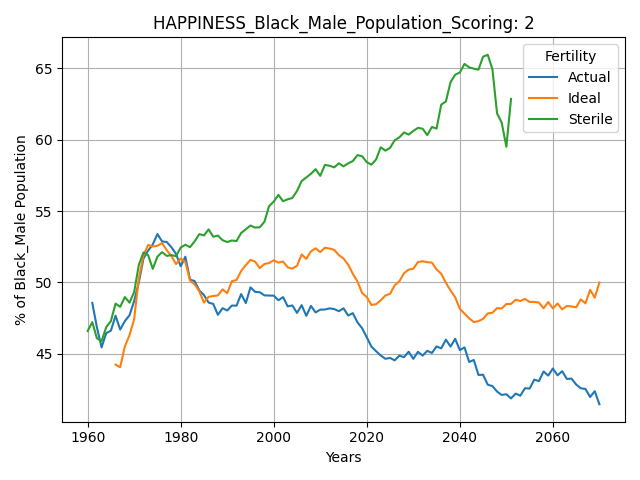 HAPPINESS_Black_Male_Population_Scoring: 2
Fertility
Actual
Ideal
Sterile
% of Black_Male Population
65
60
55
50
45
1960 1980 2000 2020 2040 2060
Years